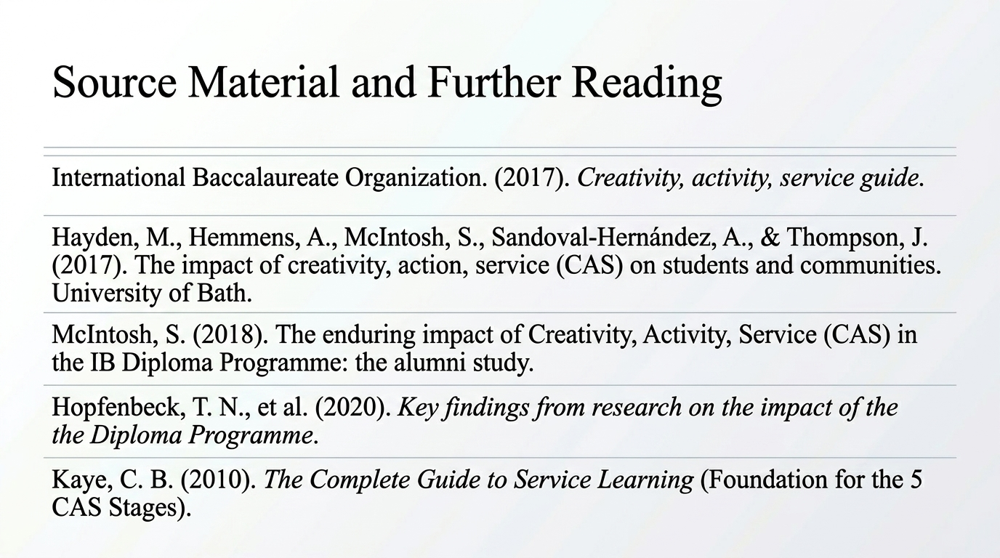 Source Material and Further Reading
International Baccalaureate Organization. (2017). Creativity, activity, service guide.
Hayden, M., Hemmens, A., McIntosh, S., Sandoval-Hernández, A., & Thompson, J.
(2017). The impact of creativity, action, service (CAS) on students and communities.
University of Bath.
McIntosh, S. (2018). The enduring impact of Creativity, Activity, Service (CAS) in
the IB Diploma Programme: the alumni study.
Hopfenbeck, T. N., et al. (2020). Key findings from research on the impact of the
the Diploma Programme.
Kaye, C. B. (2010). The Complete Guide to Service Learning (Foundation for the 5
CAS Stages).